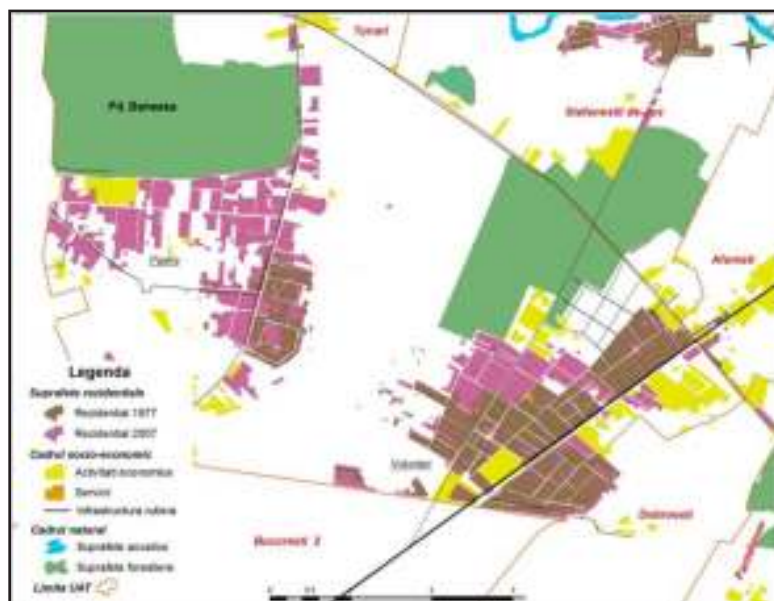 Tunari
Pd. Baneasa
Stefanestii de Jos
Afumati
Legenda
Suprafete rezidentiale
Rezidential 1977
Rezidential 2007
Cadrul socio-economic
Activitati economice
Servicii
Infrastructura rutiera
Cadrul natural
Suprafete acvatice
Suprafete forestiere
Limita UAT
Voluntari
Dobroesti
Bucuresti 2